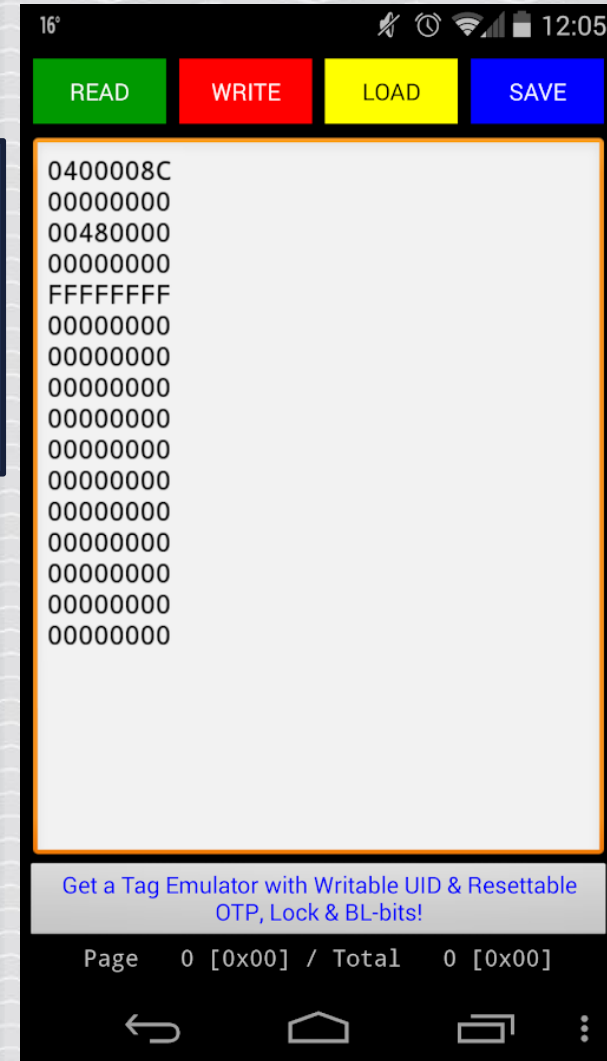 16° 12:05
READ WRITE LOAD SAVE
0400008C
00000000
00480000
00000000
FFFFFFFF
00000000
00000000
00000000
00000000
00000000
00000000
00000000
00000000
00000000
00000000
00000000
Get a Tag Emulator with Writable UID & Resettable
OTP, Lock & BL-bits!
Page 0 [0x00] / Total 0 [0x00]